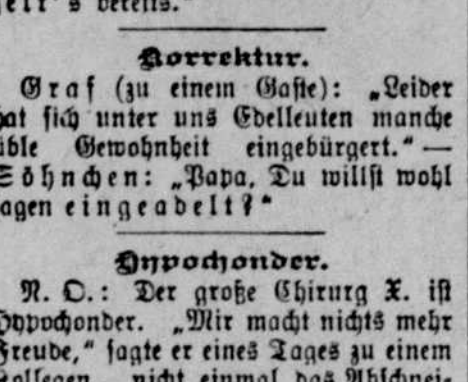 bereits."
Korrektur.
Graf (zu einem Gaste): „Leider
hat sich unter uns Edelleuten manche
üble Gewohnheit eingebürgert." —
Söhnchen: „Papa, Du willst wohl
sagen eingeadelt?"
Hypochonder.
N. O.: Der große Chirurg X. ist
Hypochonder. „Mir macht nichts mehr
Freude," sagte er eines Tages zu einem
Kollegen, nicht einmal das Abschnei-